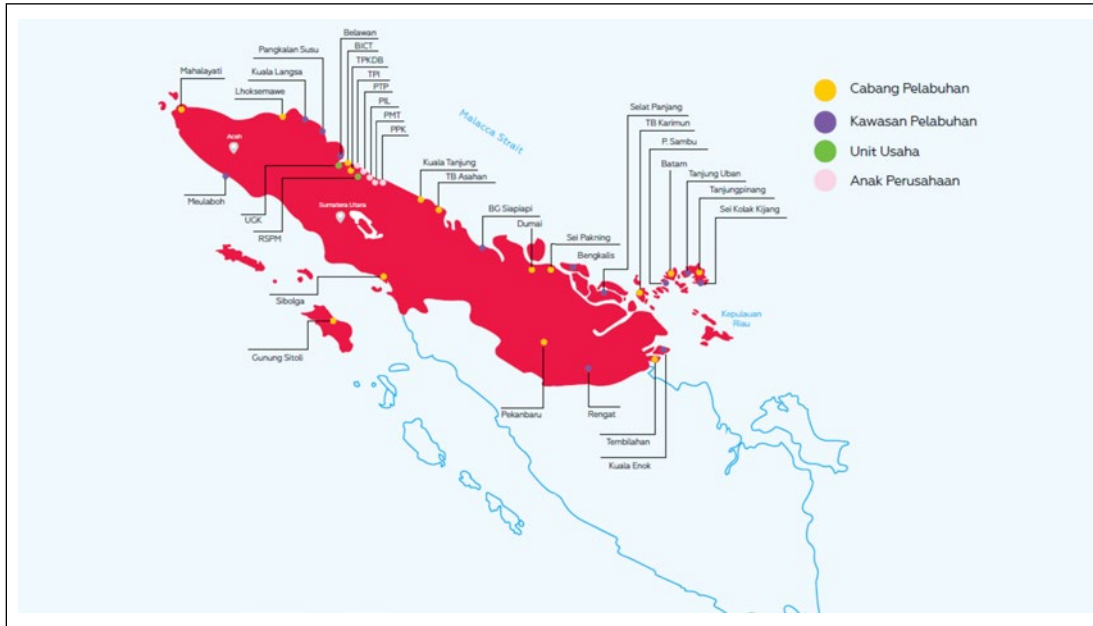 Belawan
BICT
TPKDB
TPI
PTP
PIL
PMT
PPK
Pangkalan Susu
Kuala Langsa
Lhoksemawe
Mahalayati
Aceh
Meulaboh
UGK
RSPM
Sumatera Utara
Sibolga
Gunung Sitoli
Malacca Strait
Kuala Tanjung
TB Asahan
BG Siapiapi
Dumai
Sei Pakning
Bengkalis
Selat Panjang
TB Karimun
P. Sambu
Batam
Tanjung Uban
Tanjungpinang
Sei Kolak Kijang
Kepulauan
Riau
Pekanbaru
Rengat
Tembilahan
Kuala Enok
Cabang Pelabuhan
Kawasan Pelabuhan
Unit Usaha
Anak Perusahaan